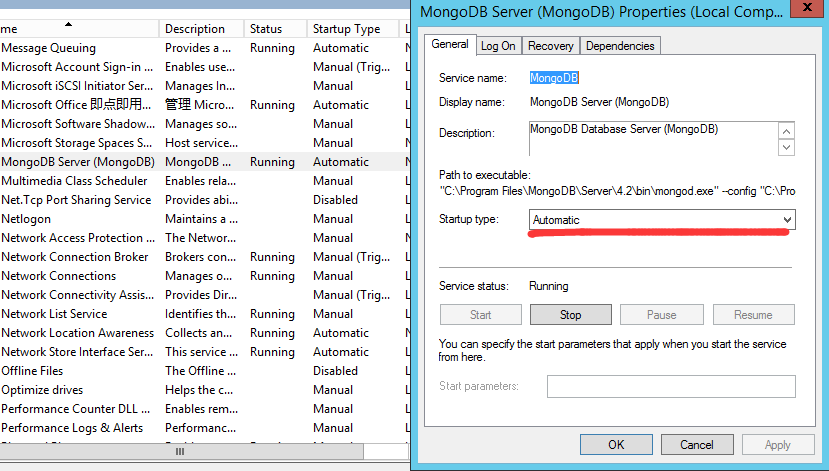 me Description Status Startup Type L
Message Queuing Provides a ... Running Automatic
Microsoft Account Sign-in ... Enables use... Manual (Trig...
Microsoft iSCSI Initiator Ser... Manages In... Manual
Microsoft Office 即点即用... 管理 Micro... Running Automatic
Microsoft Software Shadow... Manages so... Manual
Microsoft Storage Spaces S... Host service... Manual
MongoDB Server (MongoDB) MongoDB ... Running Automatic
Multimedia Class Scheduler Enables rela... Manual
Net.Tcp Port Sharing Service Provides abi... Disabled
Netlogon Maintains a ... Manual
Network Access Protection ... The Networ... Manual
Network Connection Broker Brokers con... Running Manual (Trig...
Network Connections Manages o... Running Manual
Network Connectivity Assis... Provides Dir... Manual (Trig...
Network List Service Identifies th... Running Manual
Network Location Awareness Collects an... Running Automatic
Network Store Interface Ser... This service ... Running Automatic
Offline Files The Offline ... Disabled
Optimize drives Helps the c... Manual
Performance Counter DLL ... Enables rem... Manual
Performance Logs & Alerts Performanc... Manual
MongoDB Server (MongoDB) Properties (Local Comp... x
General Log On Recovery Dependencies
Service name: MongoDB
Display name: MongoDB Server (MongoDB)
Description: MongoDB Database Server (MongoDB)
Path to executable:
"C:\Program Files\MongoDB\Server\4.2\bin\mongod.exe" --config "C:\Pro
Startup type: Automatic
Service status: Running
Start Stop Pause Resume
You can specify the start parameters that apply when you start the service
from here.
Start parameters:
OK Cancel Apply